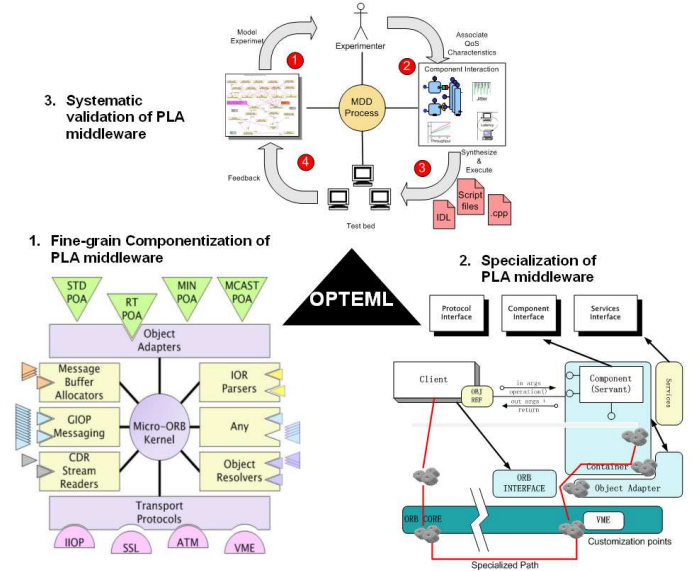 Model
Experiment
Experimenter
Associate
QoS
Characteristics
1
2
Component Interaction
Jitter
Latency
Throughput
MDD
Process
3. Systematic
validation of PLA
middleware
4
3
Synthesize
&
Execute
Feedback
Test bed
IDL
Script
files
.cpp
1. Fine-grain Componentization of
PLA middleware
OPTEML
2. Specialization of
PLA middleware
STD
POA
RT
POA
MIN
POA
MCAST
POA
Object
Adapters
Message
Buffer
Allocators
IOR
Parsers
GIOP
Messaging
Micro-ORB
Kernel
Any
CDR
Stream
Readers
Object
Resolvers
Transport
Protocols
IIOP
SSL
ATM
VME
Protocol
Interface
Component
Interface
Services
Interface
Client
OBJ
REF
in args
operation()
out args +
return
Component
(Servant)
Services
Container
ORB
INTERFACE
Object Adapter
ORB CORE
VME
Customization points
Specialized Path